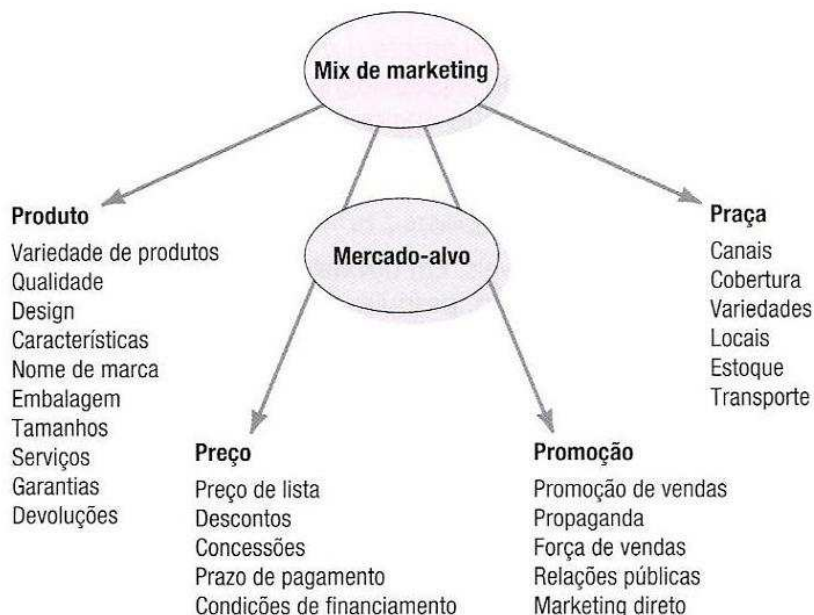 Mix de marketing
Mercado-alvo
Produto
Variedade de produtos
Qualidade
Design
Características
Nome de marca
Embalagem
Tamanhos
Serviços
Garantias
Devoluções
Preço
Preço de lista
Descontos
Concessões
Prazo de pagamento
Condições de financiamento
Promoção
Promoção de vendas
Propaganda
Força de vendas
Relações públicas
Marketing direto
Praça
Canais
Cobertura
Variedades
Locais
Estoque
Transporte